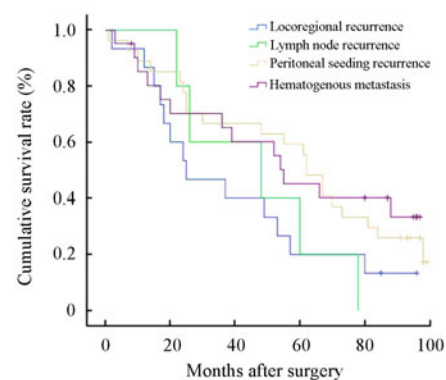 Locoregional recurrence
Lymph node recurrence
Peritoneal seeding recurrence
Hematogenous metastasis
Cumulative survival rate (%)
1.0
0.8
0.6
0.4
0.2
0
0 20 40 60 80 100
Months after surgery